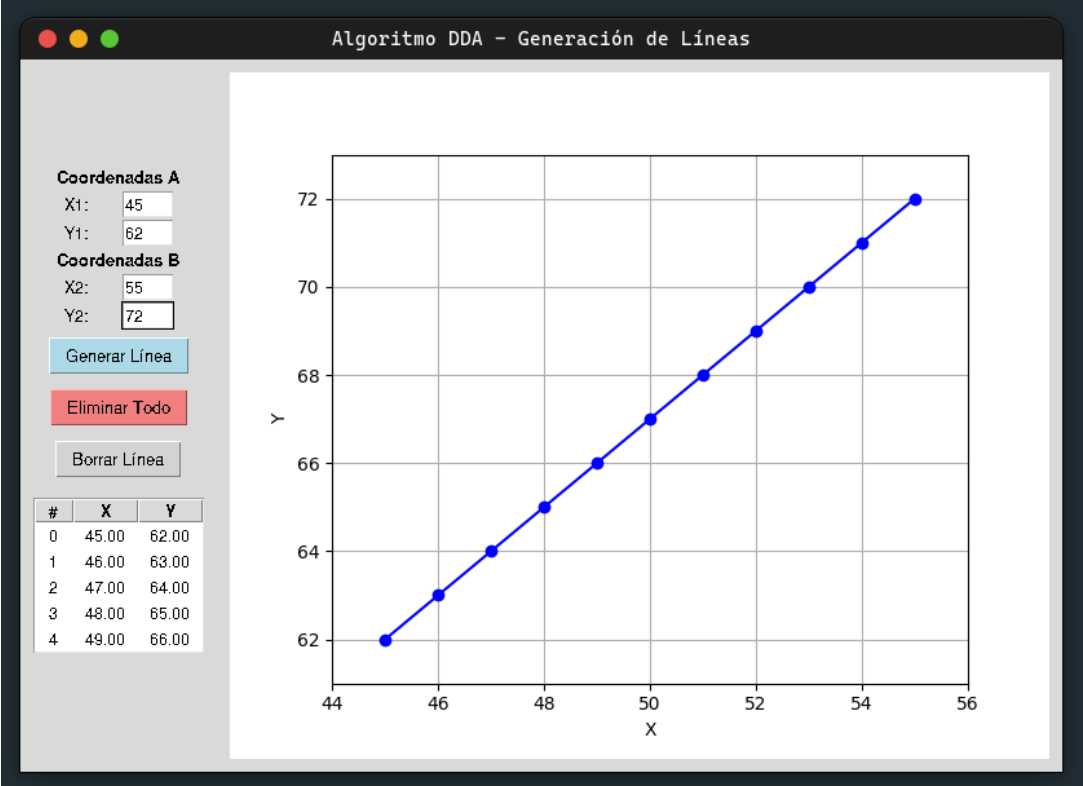 Algoritmo DDA – Generación de Líneas
Coordenadas A
X1: 45
Y1: 62
Coordenadas B
X2: 55
Y2: 72
Generar Línea
Eliminar Todo
Borrar Línea
# X Y
0 45.00 62.00
1 46.00 63.00
2 47.00 64.00
3 48.00 65.00
4 49.00 66.00
72
70
68
66
64
62
Y
44 46 48 50 52 54 56
X